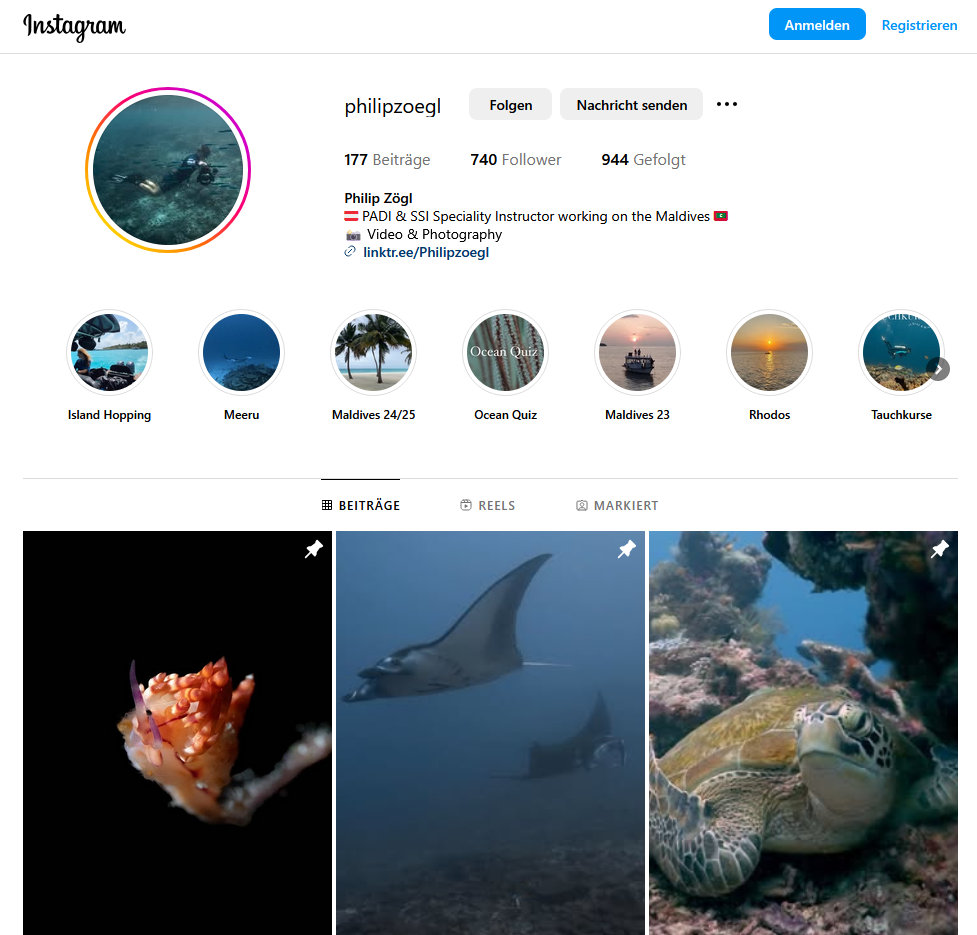 Instagram
Anmelden
Registrieren
philipzoegl
Folgen
Nachricht senden
177 Beiträge
740 Follower
944 Gefolgt
Philip Zögl
🇦🇹 PADI & SSI Speciality Instructor working on the Maldives 🇲🇻
📸 Video & Photography
linktr.ee/Philipzoegl
Ocean Quiz
Island Hopping
Meeru
Maldives 24/25
Ocean Quiz
Maldives 23
Rhodos
Tauchkurse
BEITRÄGE
REELS
MARKIERT